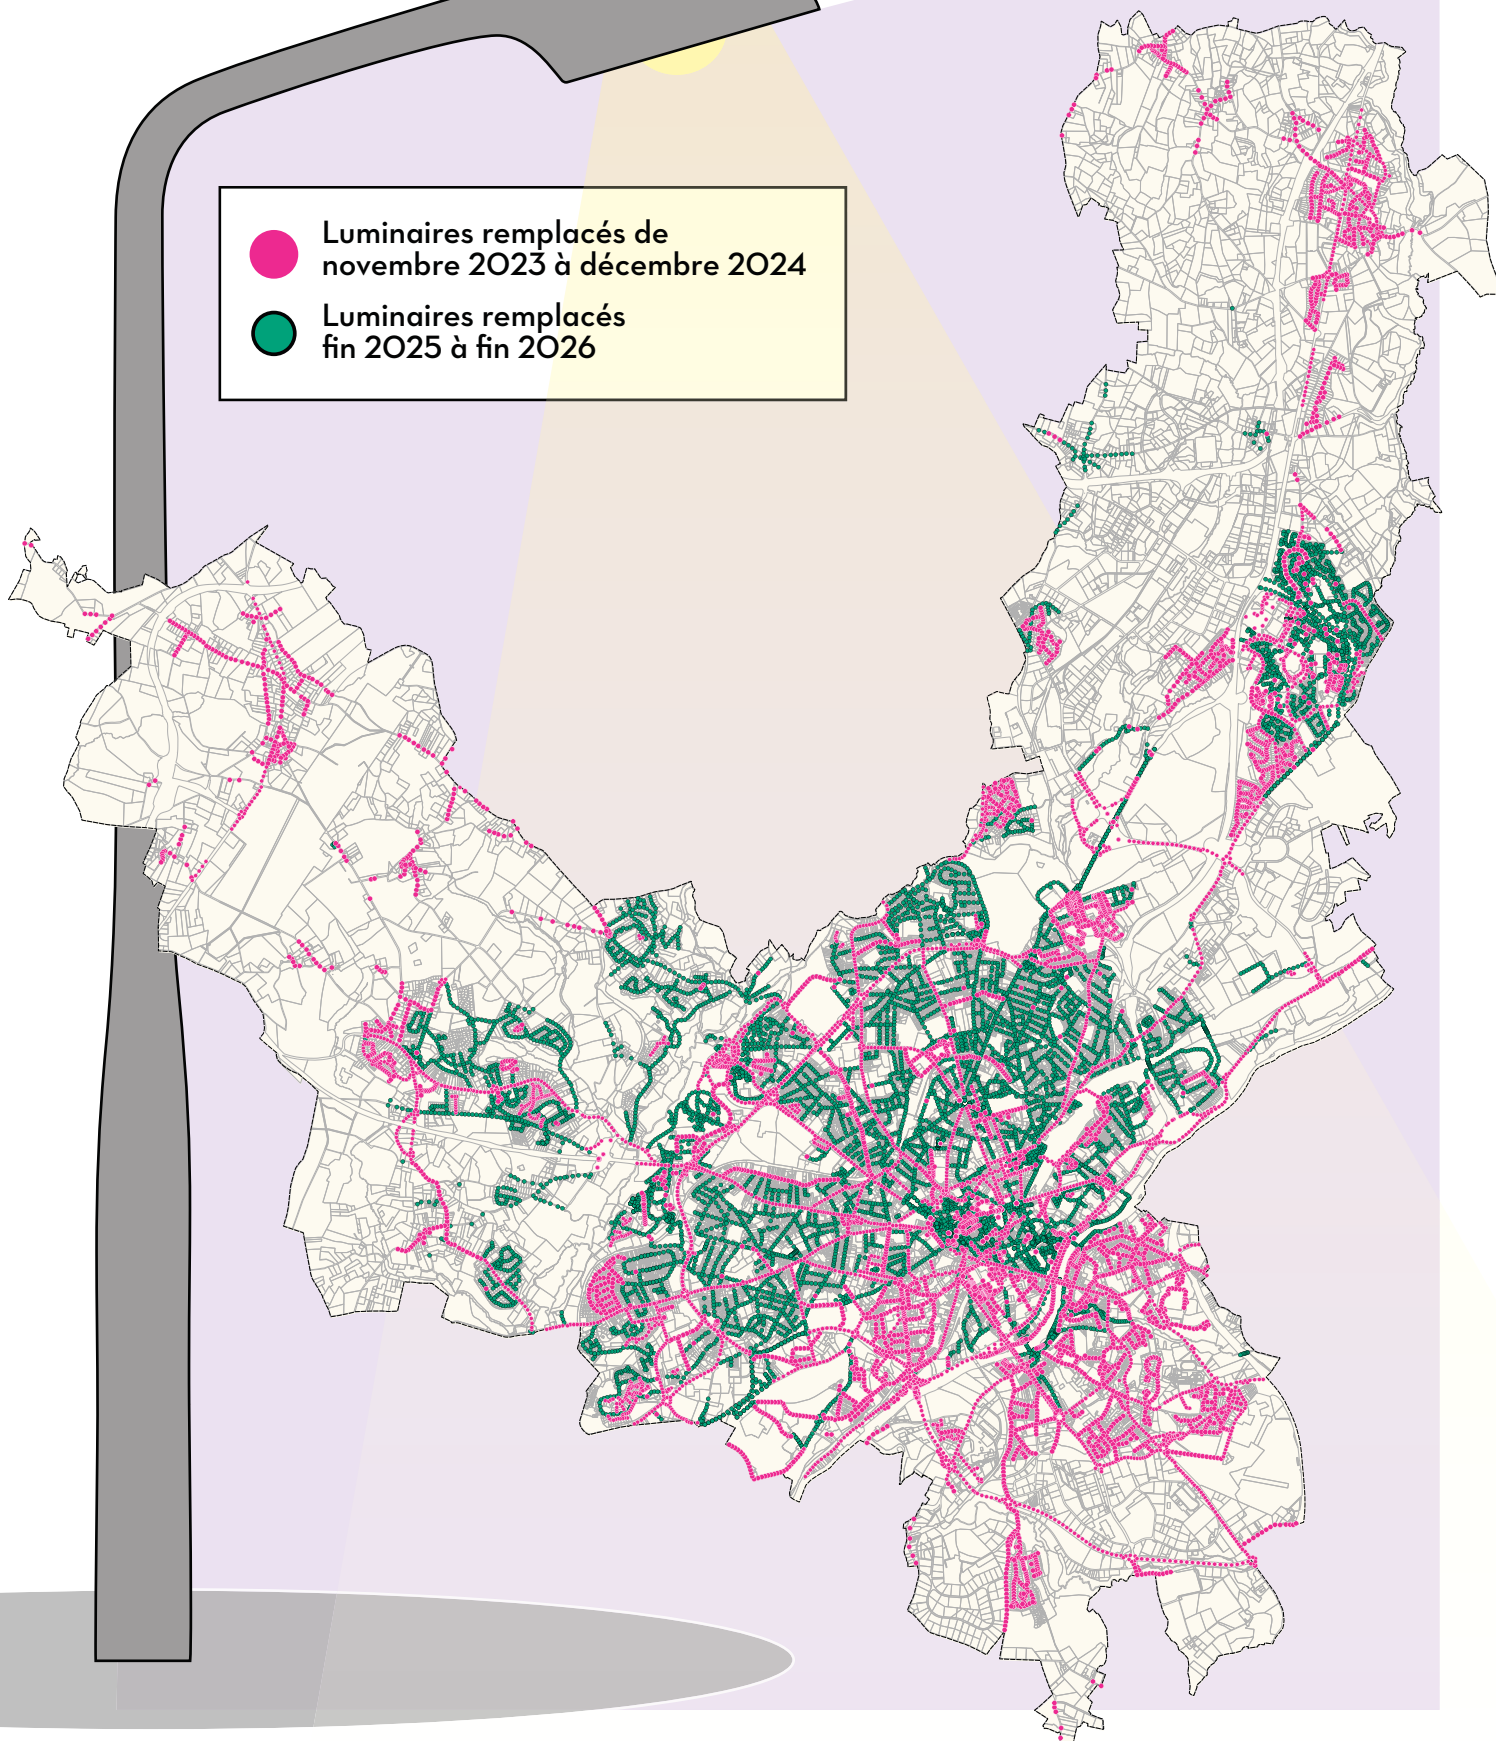 Luminaires remplacés de
novembre 2023 à décembre 2024
Luminaires remplacés
fin 2025 à fin 2026